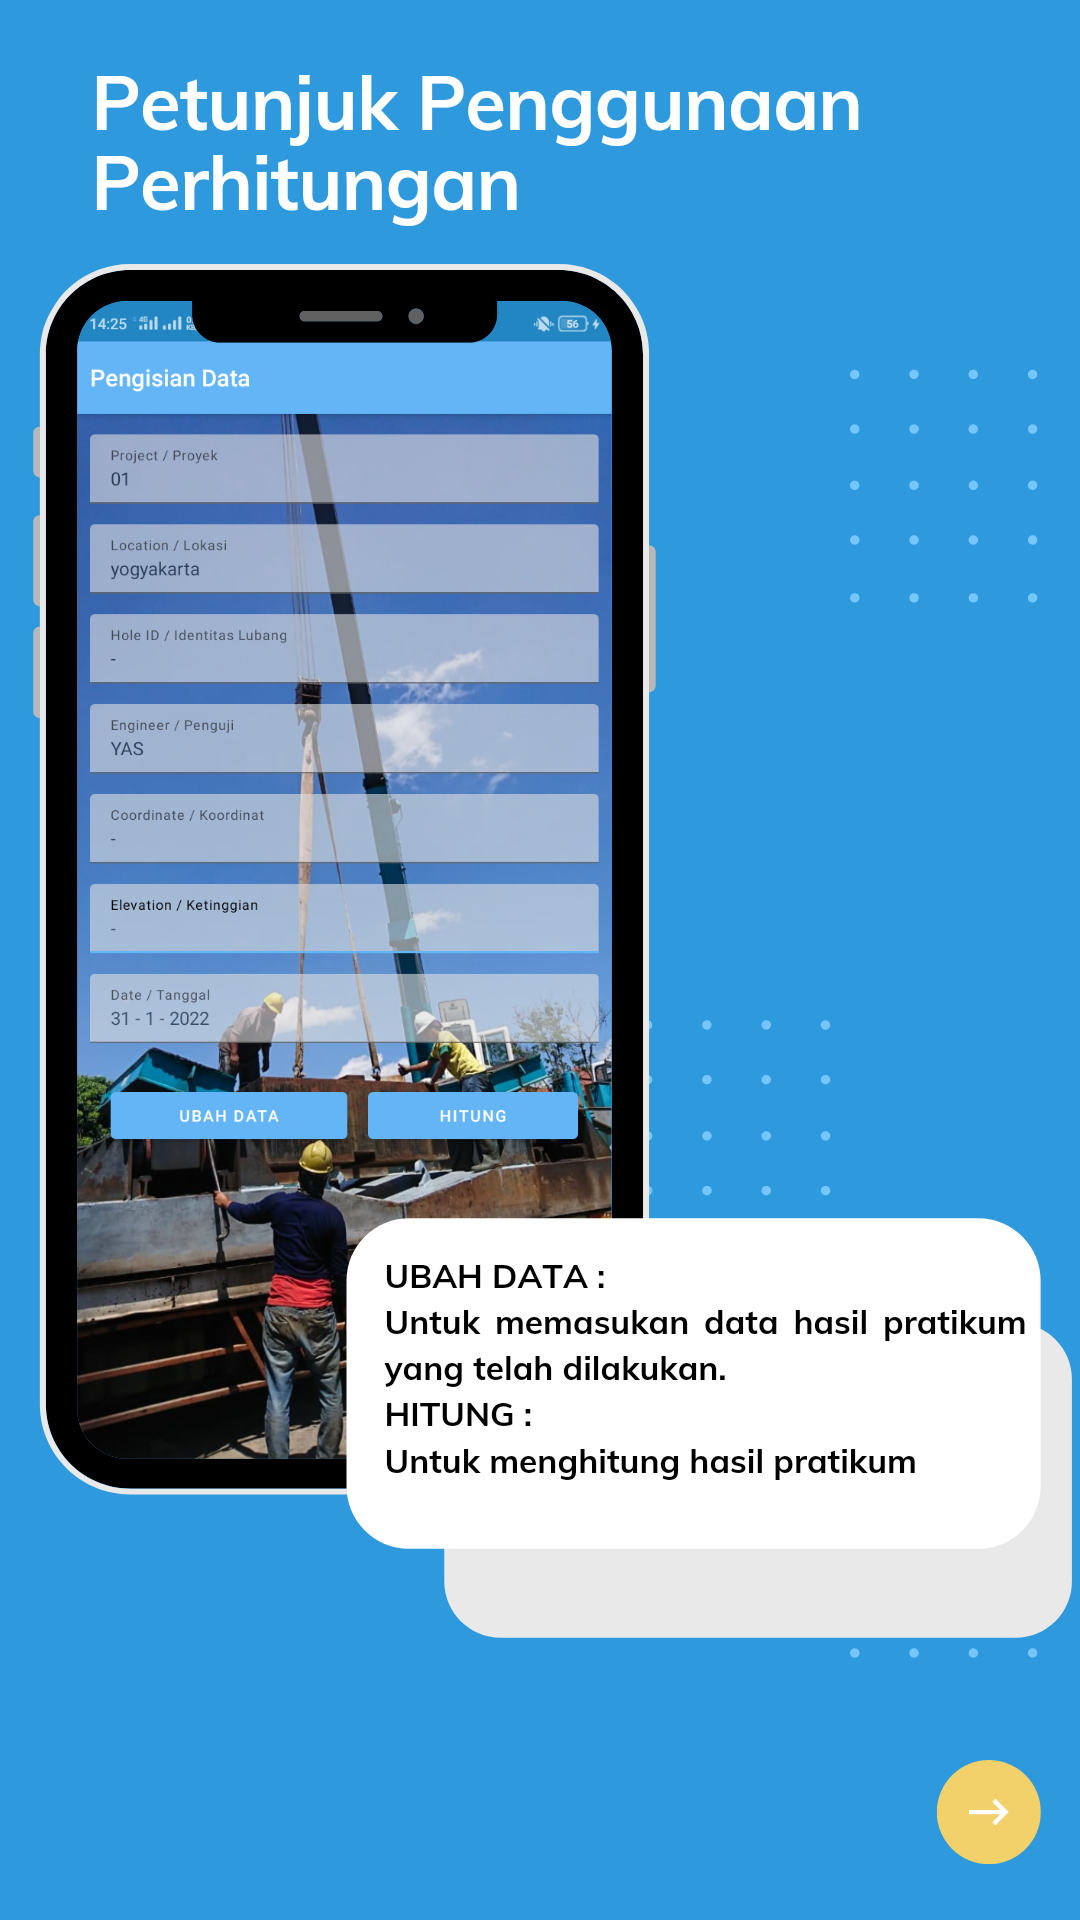 Petunjuk Penggunaan
Perhitungan
14:25
4G
56
Pengisian Data
Project / Proyek
01
Location / Lokasi
yogyakarta
Hole ID / Identitas Lubang
-
Engineer / Penguji
YAS
Coordinate / Koordinat
-
Elevation / Ketinggian
-
Date / Tanggal
31 - 1 - 2022
UBAH DATA
HITUNG
UBAH DATA :
Untuk memasukan data hasil pratikum
yang telah dilakukan.
HITUNG :
Untuk menghitung hasil pratikum